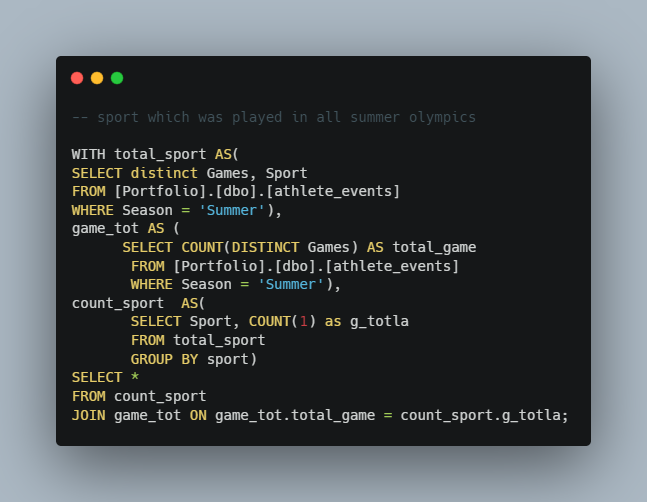 -- sport which was played in all summer olympics
WITH total_sport AS(
SELECT distinct Games, Sport
FROM [Portfolio].[dbo].[athlete_events]
WHERE Season = 'Summer'),
game_tot AS (
SELECT COUNT(DISTINCT Games) AS total_game
FROM [Portfolio].[dbo].[athlete_events]
WHERE Season = 'Summer'),
count_sport  AS(
SELECT Sport, COUNT(1) as g_totla
FROM total_sport
GROUP BY sport)
SELECT *
FROM count_sport
JOIN game_tot ON game_tot.total_game = count_sport.g_totla;